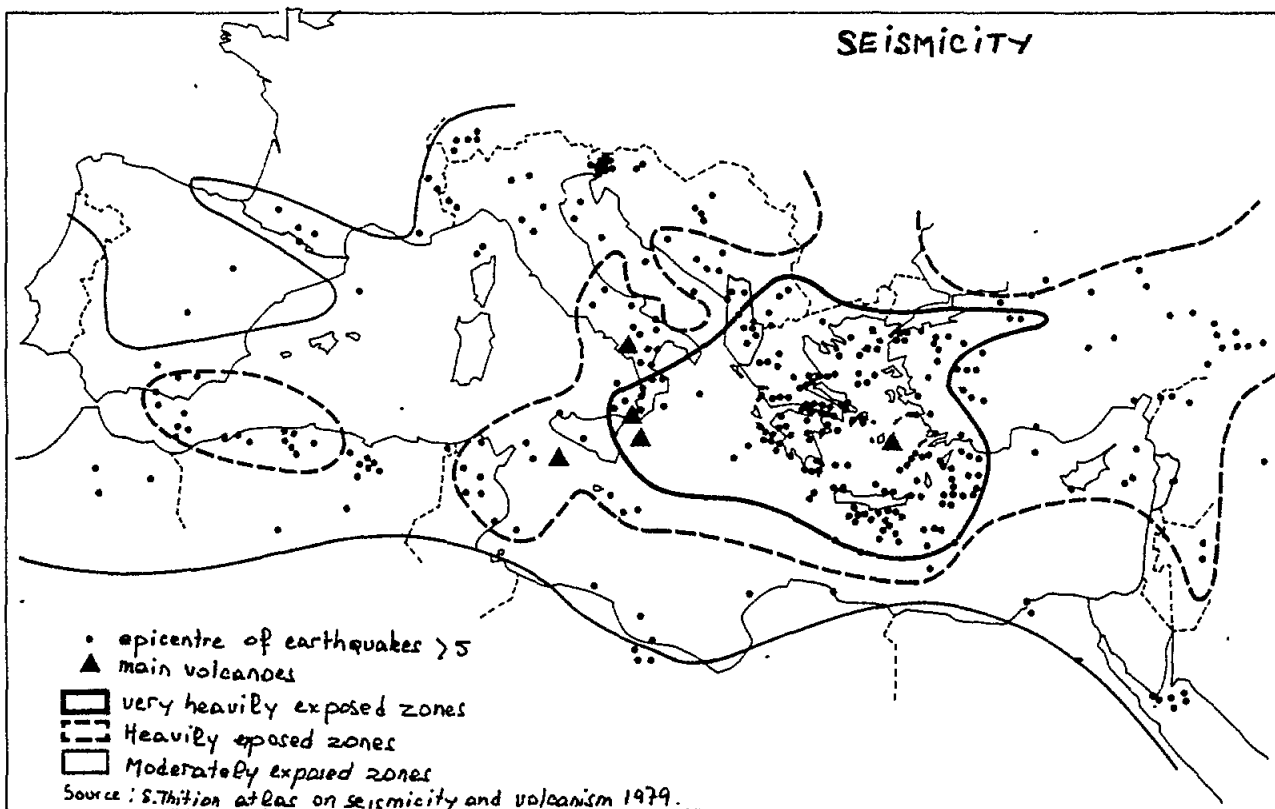 SEISMICITY
epicentre of earthquakes >5
main volcanoes
very heavily exposed zones
Heavily eposed zones
Moderately exposed zones
Source : S.Thition atlas on seismicity and volcanism 1979.